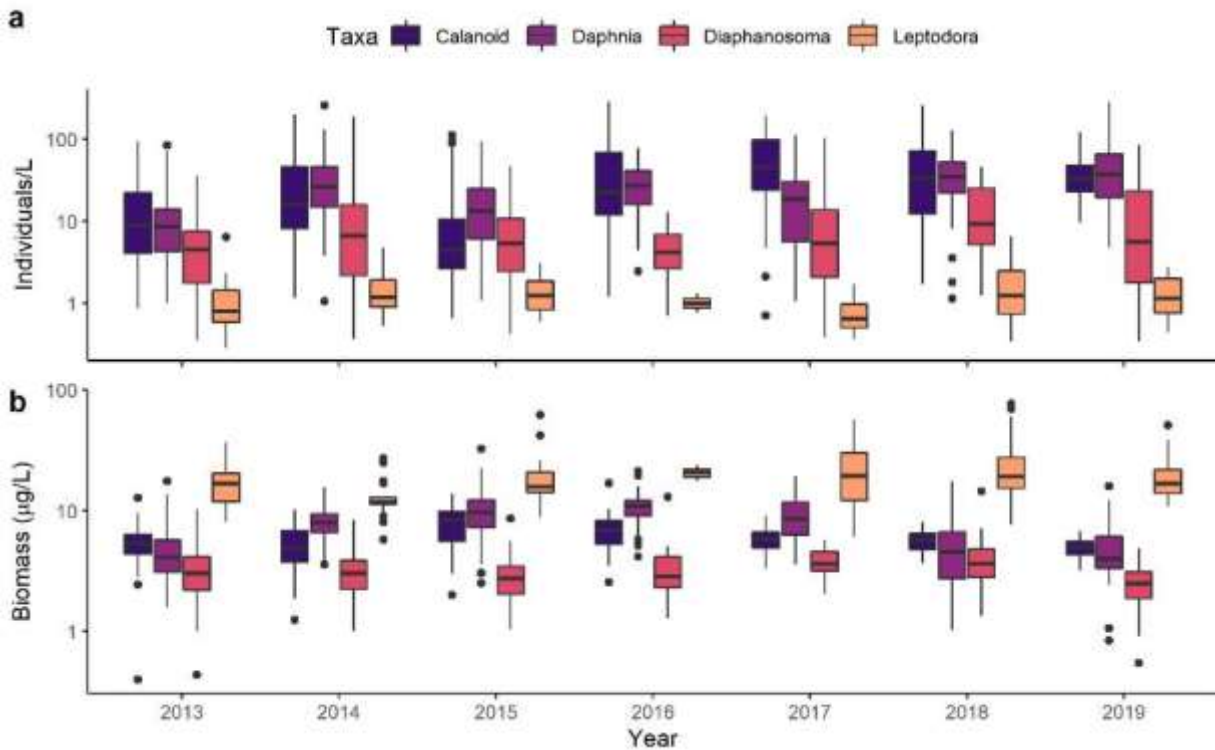 a
Taxa Calanoid Daphnia Diaphanosoma Leptodora
Individuals/L
100
10
1
b
Biomass (µg/L)
100
10
1
2013 2014 2015 2016 2017 2018 2019
Year